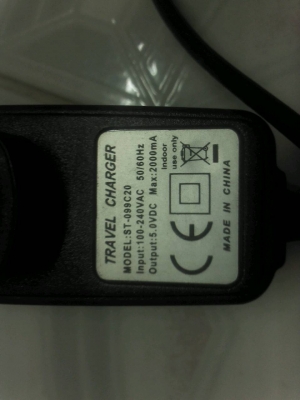 TRAVEL CHARGER
MODEL:ST-099C20
Input:100-240VAC 50/60Hz
Output:5.0VDC Max:2000mA
Indoor
use only
CE
MADE IN CHINA